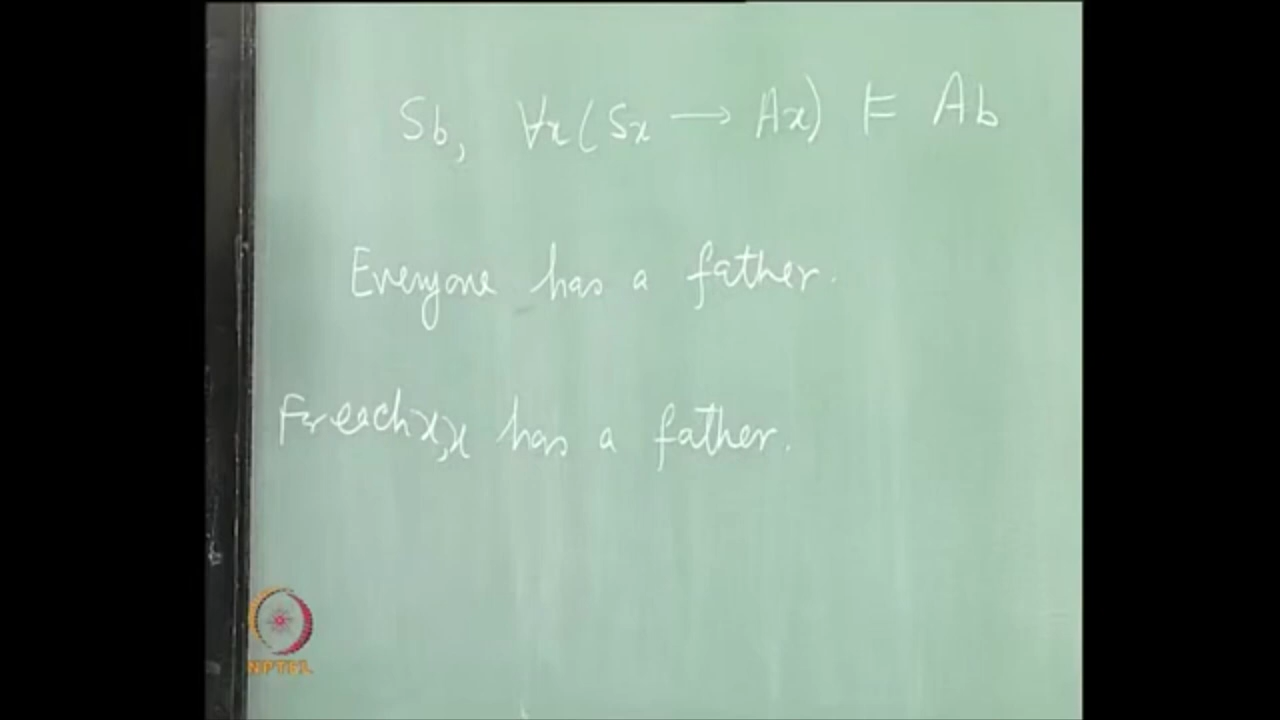 Sb, ∀x(Sx → Ax) ⊨ Ab
Everyone has a father.
For each x, x has a father.
NPTEL